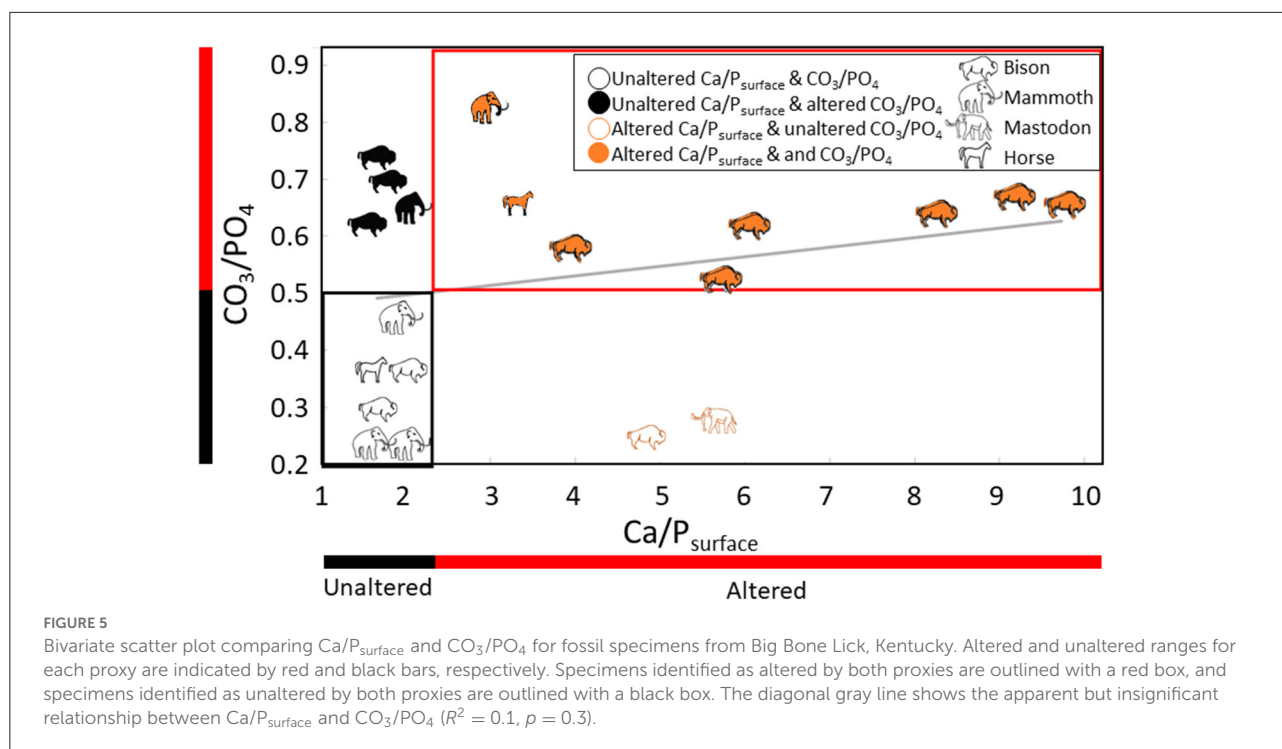 0.9
0.8
0.7
0.6
0.5
0.4
0.3
0.2
CO₃/PO₄
Unaltered Ca/Pₛᵤᵣfₐcₑ & CO₃/PO₄
Unaltered Ca/Pₛᵤᵣfₐcₑ & altered CO₃/PO₄
Altered Ca/Pₛᵤᵣfₐcₑ & unaltered CO₃/PO₄
Altered Ca/Pₛᵤᵣfₐcₑ & and CO₃/PO₄
Bison
Mammoth
Mastodon
Horse
1 2 3 4 5 6 7 8 9 10
Ca/Pₛᵤᵣfₐcₑ
Unaltered Altered
FIGURE 5
Bivariate scatter plot comparing Ca/Pₛᵤᵣfₐcₑ and CO₃/PO₄ for fossil specimens from Big Bone Lick, Kentucky. Altered and unaltered ranges for
each proxy are indicated by red and black bars, respectively. Specimens identified as altered by both proxies are outlined with a red box, and
specimens identified as unaltered by both proxies are outlined with a black box. The diagonal gray line shows the apparent but insignificant
relationship between Ca/Pₛᵤᵣfₐcₑ and CO₃/PO₄ (R² = 0.1, p = 0.3).